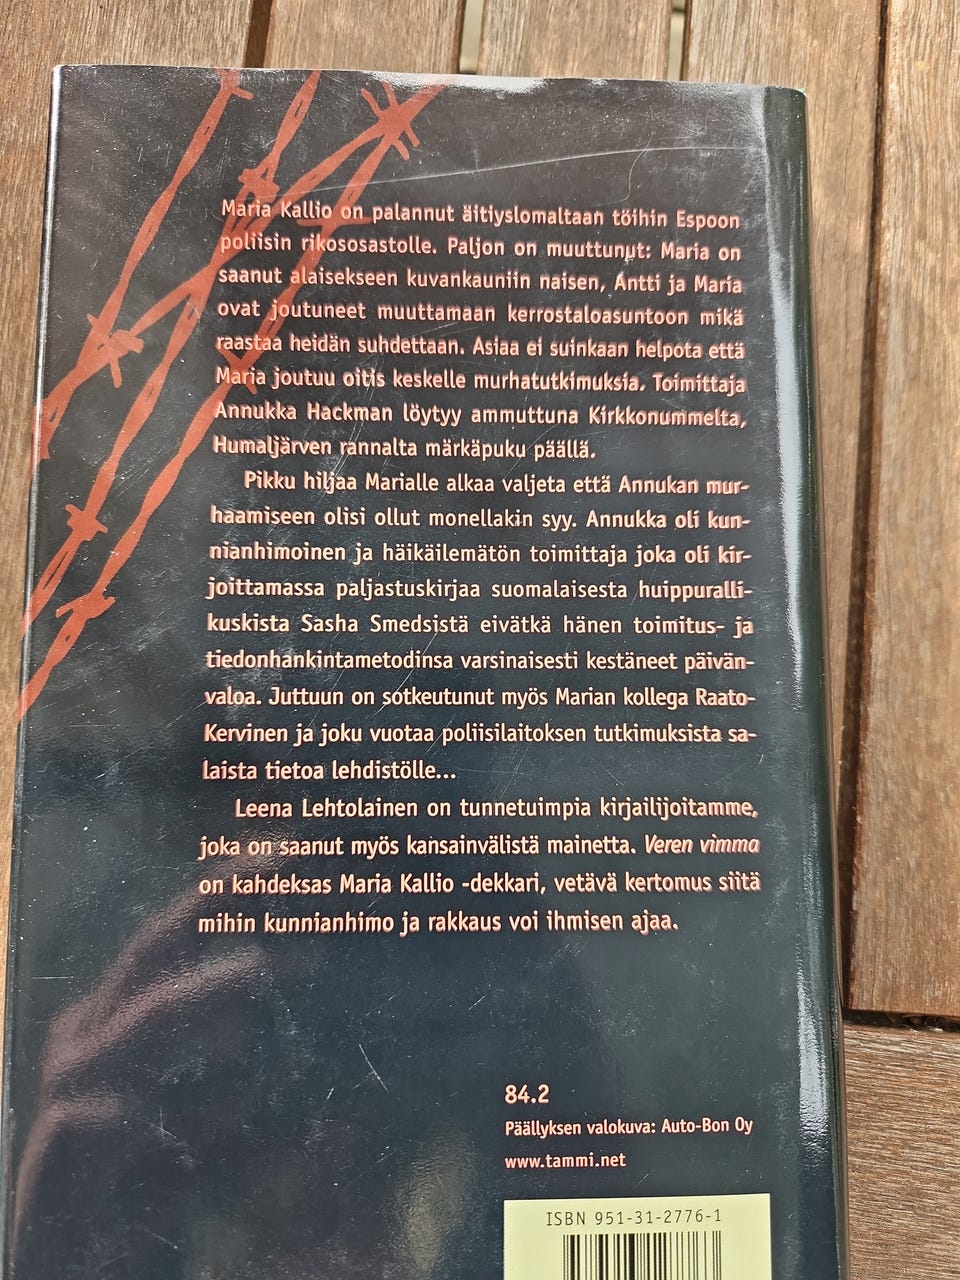 Maria Kallio on palannut äitiyslomaltaan töihin Espoon
poliisin rikososastolle. Paljon on muuttunut: Maria on
saanut alaisekseen kuvankauniin naisen, Antti ja Maria
ovat joutuneet muuttamaan kerrostaloasuntoon mikä
raastaa heidän suhdettaan. Asiaa ei suinkaan helpota että
Maria joutuu oitis keskelle murhatutkimuksia. Toimittaja
Annukka Hackman löytyy ammuttuna Kirkkonummelta,
Humaljärven rannalta märkäpuku päällä.
Pikku hiljaa Marialle alkaa valjeta että Annukan mur-
haamiseen olisi ollut monellakin syy. Annukka oli kun-
nianhimoinen ja häikäilemätön toimittaja joka oli kir-
joittamassa paljastuskirjaa suomalaisesta huippuralli-
kuskista Sasha Smedsistä eivätkä hänen toimitus- ja
tiedonhankintametodinsa varsinaisesti kestäneet päivän-
valoa. Juttuun on sotkeutunut myös Marian kollega Raato-
Kervinen ja joku vuotaa poliisilaitoksen tutkimuksista sa-
laista tietoa lehdistölle...
Leena Lehtolainen on tunnetuimpia kirjailijoitamme,
joka on saanut myös kansainvälistä mainetta. Veren vimma
on kahdeksas Maria Kallio -dekkari, vetävä kertomus siitä
mihin kunnianhimo ja rakkaus voi ihmisen ajaa.
84.2
Päällyksen valokuva: Auto-Bon Oy
www.tammi.net
ISBN 951-31-2776-1